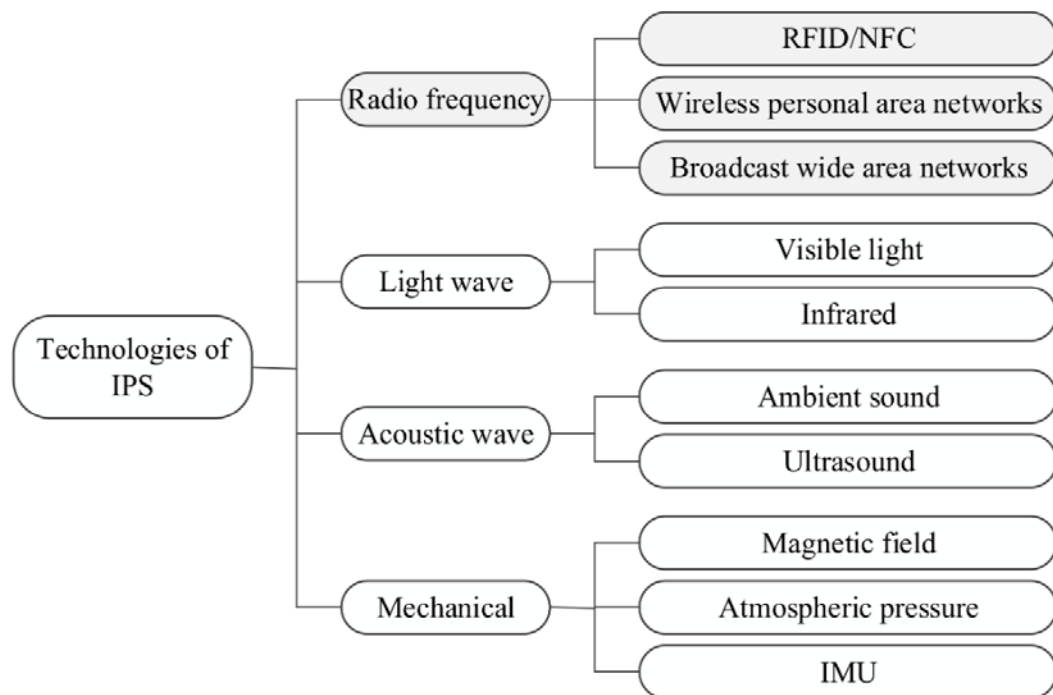 Technologies of
IPS
Radio frequency
RFID/NFC
Wireless personal area networks
Broadcast wide area networks
Light wave
Visible light
Infrared
Acoustic wave
Ambient sound
Ultrasound
Mechanical
Magnetic field
Atmospheric pressure
IMU